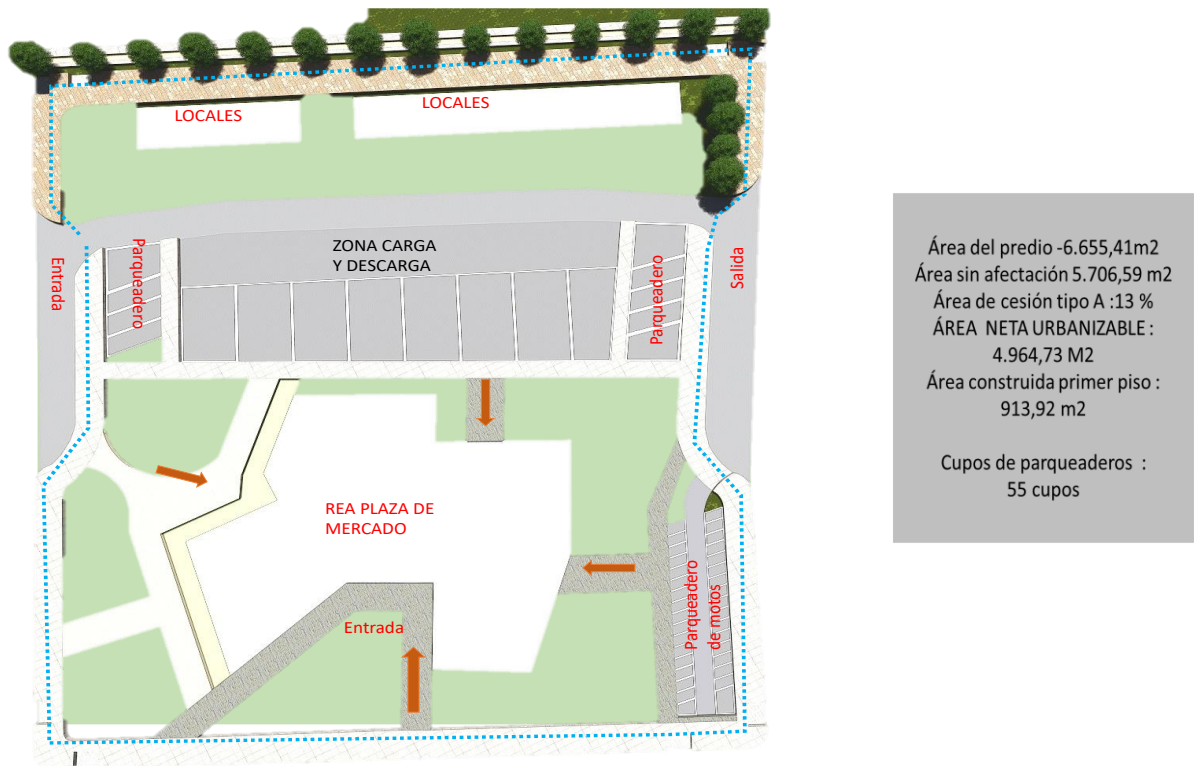 LOCALES
LOCALES
ZONA CARGA
Y DESCARGA
Parqueadero
Parqueadero
Entrada
Salida
REA PLAZA DE
MERCADO
Entrada
Parqueadero
de motos
Área del predio -6.655,41m2
Área sin afectación 5.706,59 m2
Área de cesión tipo A :13 %
ÁREA  NETA URBANIZABLE :
4.964,73 M2
Área construida primer piso :
913,92 m2
Cupos de parqueaderos  :
55 cupos